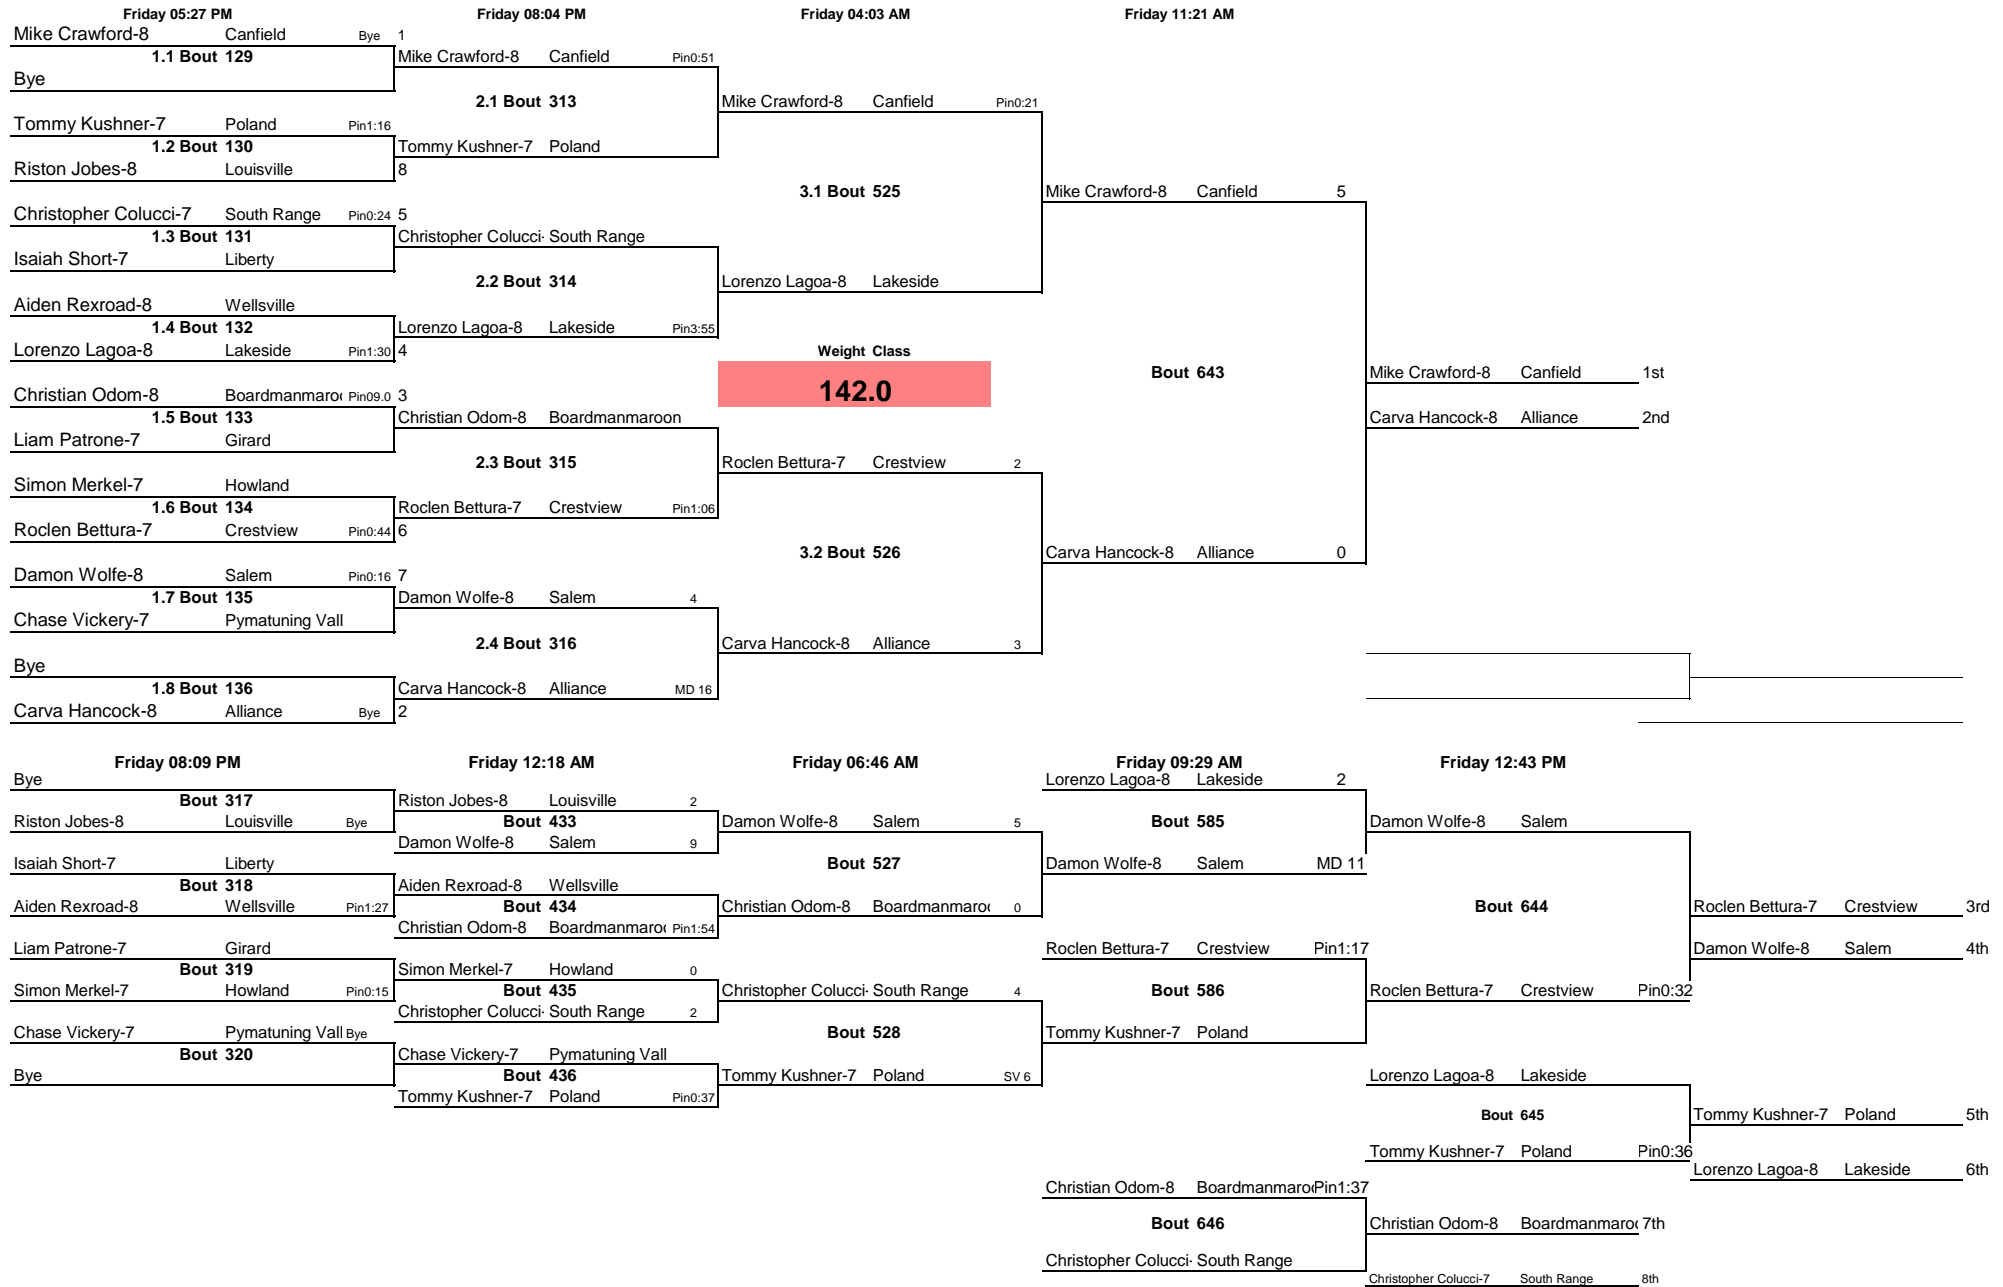 Friday 05:27 PM Friday 08:04 PM Friday 04:03 AM Friday 11:21 AM
Mike Crawford-8 Canfield Bye 1
1.1 Bout 129 Mike Crawford-8 Canfield Pin0:51
Bye
2.1 Bout 313 Mike Crawford-8 Canfield Pin0:21
Tommy Kushner-7 Poland Pin1:16
1.2 Bout 130 Tommy Kushner-7 Poland
Riston Jobes-8 Louisville 8
3.1 Bout 525 Mike Crawford-8 Canfield 5
Christopher Colucci-7 South Range Pin0:24 5
1.3 Bout 131 Christopher Colucci- South Range
Isaiah Short-7 Liberty
2.2 Bout 314 Lorenzo Lagoa-8 Lakeside
Aiden Rexroad-8 Wellsville
1.4 Bout 132 Lorenzo Lagoa-8 Lakeside Pin3:55
Lorenzo Lagoa-8 Lakeside Pin1:30 4 Weight Class
Bout 643 Mike Crawford-8 Canfield 1st
Christian Odom-8 Boardmanmaroo Pin09.0 3 142.0
1.5 Bout 133 Christian Odom-8 Boardmanmaroon Carva Hancock-8 Alliance 2nd
Liam Patrone-7 Girard
2.3 Bout 315 Roclen Bettura-7 Crestview 2
Simon Merkel-7 Howland
1.6 Bout 134 Roclen Bettura-7 Crestview Pin1:06
Roclen Bettura-7 Crestview Pin0:44 6
3.2 Bout 526 Carva Hancock-8 Alliance 0
Damon Wolfe-8 Salem Pin0:16 7
1.7 Bout 135 Damon Wolfe-8 Salem 4
Chase Vickery-7 Pymatuning Vall
2.4 Bout 316 Carva Hancock-8 Alliance 3
Bye
1.8 Bout 136 Carva Hancock-8 Alliance MD 16
Carva Hancock-8 Alliance Bye 2
Friday 08:09 PM Friday 12:18 AM Friday 06:46 AM Friday 09:29 AM Friday 12:43 PM
Bye Lorenzo Lagoa-8 Lakeside 2
Bout 317 Riston Jobes-8 Louisville 2
Riston Jobes-8 Louisville Bye Bout 433 Damon Wolfe-8 Salem 5 Bout 585 Damon Wolfe-8 Salem
Damon Wolfe-8 Salem 9
Isaiah Short-7 Liberty Bout 527 Damon Wolfe-8 Salem MD 11
Bout 318 Aiden Rexroad-8 Wellsville
Aiden Rexroad-8 Wellsville Pin1:27 Bout 434 Christian Odom-8 Boardmanmaroo 0 Bout 644 Roclen Bettura-7 Crestview 3rd
Christian Odom-8 Boardmanmaroo Pin1:54
Liam Patrone-7 Girard Roclen Bettura-7 Crestview Pin1:17 Damon Wolfe-8 Salem 4th
Bout 319 Simon Merkel-7 Howland 0
Simon Merkel-7 Howland Pin0:15 Bout 435 Christopher Colucci- South Range 4 Bout 586 Roclen Bettura-7 Crestview Pin0:32
Christopher Colucci- South Range 2
Chase Vickery-7 Pymatuning Vall Bye Bout 528 Tommy Kushner-7 Poland
Bout 320 Chase Vickery-7 Pymatuning Vall
Bye Bout 436 Tommy Kushner-7 Poland SV 6 Lorenzo Lagoa-8 Lakeside
Tommy Kushner-7 Poland Pin0:37
Bout 645 Tommy Kushner-7 Poland 5th
Tommy Kushner-7 Poland Pin0:36
Lorenzo Lagoa-8 Lakeside 6th
Christian Odom-8 Boardmanmaroo Pin1:37
Bout 646 Christian Odom-8 Boardmanmaroo 7th
Christopher Colucci- South Range
Christopher Colucci-7 South Range 8th